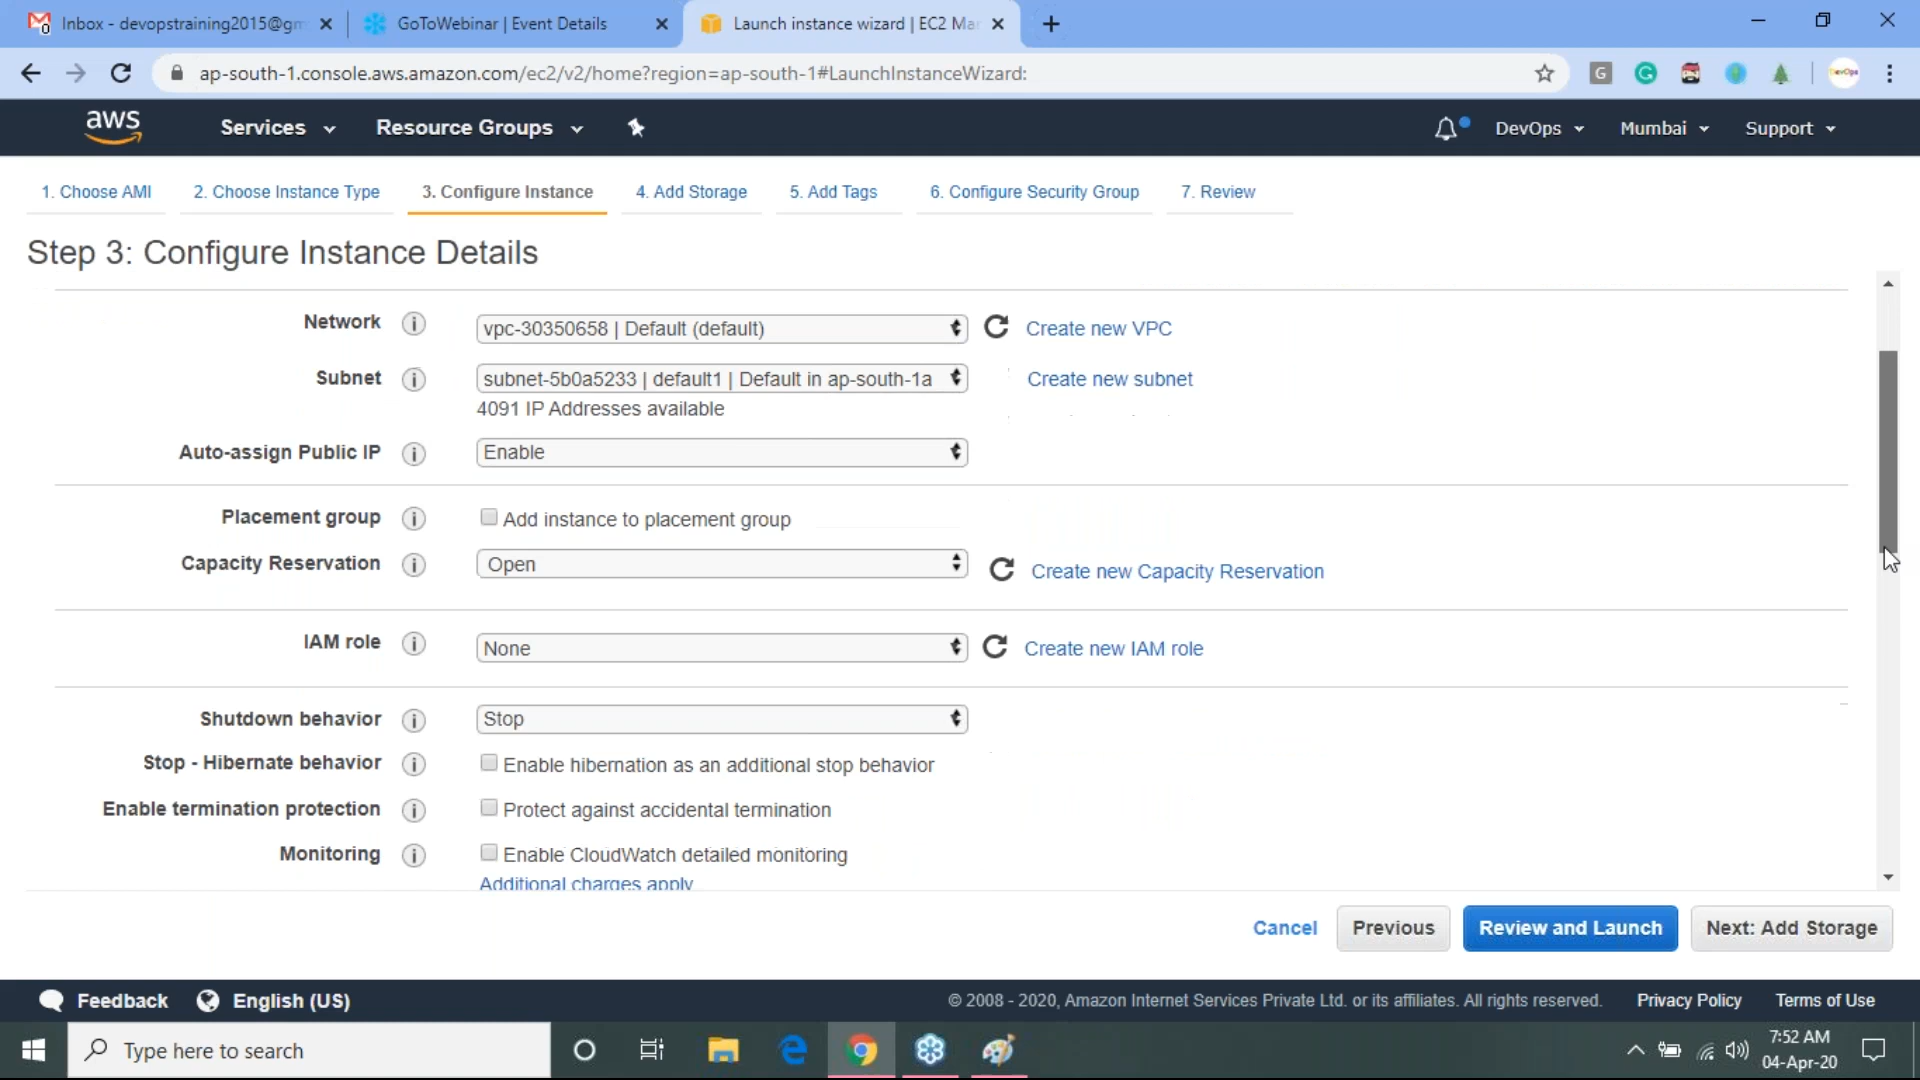 Inbox - devopstraining2015@gm
GoToWebinar | Event Details
Launch instance wizard | EC2 Ma
ap-south-1.console.aws.amazon.com/ec2/v2/home?region=ap-south-1#LaunchInstanceWizard:
aws
Services
Resource Groups
DevOps
Mumbai
Support
1. Choose AMI
2. Choose Instance Type
3. Configure Instance
4. Add Storage
5. Add Tags
6. Configure Security Group
7. Review
Step 3: Configure Instance Details
Network
vpc-30350658 | Default (default)
Create new VPC
Subnet
subnet-5b0a5233 | default1 | Default in ap-south-1a
Create new subnet
4091 IP Addresses available
Auto-assign Public IP
Enable
Placement group
Add instance to placement group
Capacity Reservation
Open
Create new Capacity Reservation
IAM role
None
Create new IAM role
Shutdown behavior
Stop
Stop - Hibernate behavior
Enable hibernation as an additional stop behavior
Enable termination protection
Protect against accidental termination
Monitoring
Enable CloudWatch detailed monitoring
Additional charges apply
Cancel
Previous
Review and Launch
Next: Add Storage
Feedback
English (US)
© 2008 - 2020, Amazon Internet Services Private Ltd. or its affiliates. All rights reserved.
Privacy Policy
Terms of Use
Type here to search
7:52 AM
04-Apr-20